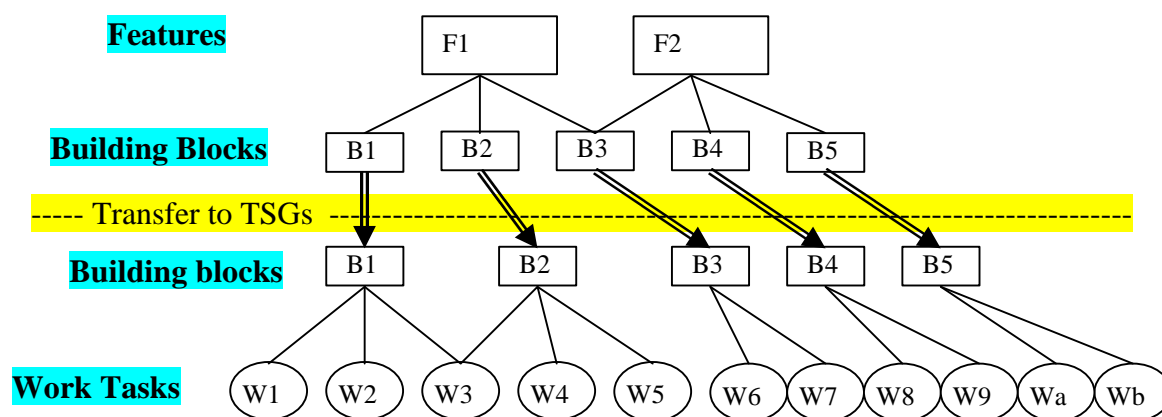 Features F1 F2
Building Blocks B1 B2 B3 B4 B5
----- Transfer to TSGs ----------------------------------------------------------------------
Building blocks B1 B2 B3 B4 B5
Work Tasks W1 W2 W3 W4 W5 W6 W7 W8 W9 Wa Wb